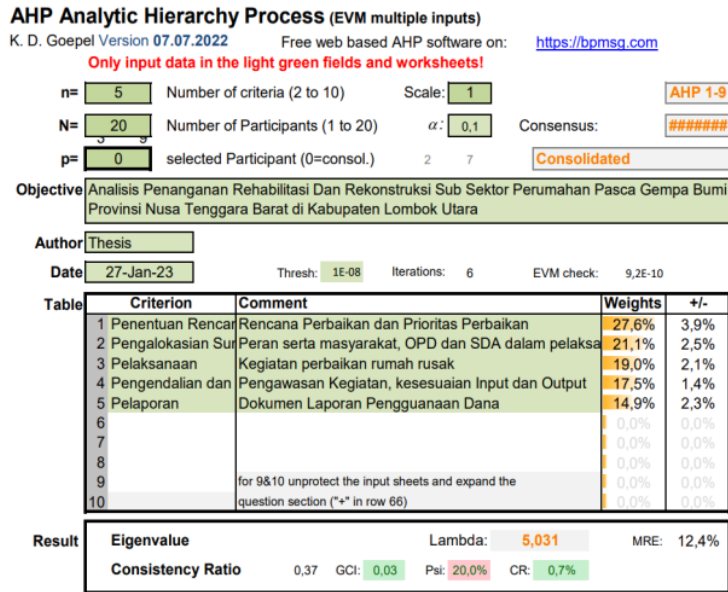 AHP Analytic Hierarchy Process (EVM multiple inputs)
K. D. Goepel Version 07.07.2022 Free web based AHP software on: https://bpmsg.com
Only input data in the light green fields and worksheets!
n= 5 Number of criteria (2 to 10) Scale: 1 AHP 1-9
N= 20 Number of Participants (1 to 20) α: 0,1 Consensus: #######
p= 0 selected Participant (0=consol.) 2 7 Consolidated
Objective Analisis Penanganan Rehabilitasi Dan Rekonstruksi Sub Sektor Perumahan Pasca Gempa Bumi
Provinsi Nusa Tenggara Barat di Kabupaten Lombok Utara
Author Thesis
Date 27-Jan-23 Thresh: 1E-08 Iterations: 6 EVM check: 9,2E-10
Table Criterion Comment Weights +/-
1 Penentuan Rencar Rencana Perbaikan dan Prioritas Perbaikan 27,6% 3,9%
2 Pengalokasian Sur Peran serta masyarakat, OPD dan SDA dalam pelaksa 21,1% 2,5%
3 Pelaksanaan Kegiatan perbaikan rumah rusak 19,0% 2,1%
4 Pengendalian dan Pengawasan Kegiatan, kesesuaian Input dan Output 17,5% 1,4%
5 Pelaporan Dokumen Laporan Pengguanaan Dana 14,9% 2,3%
6 0,0% 0,0%
7 0,0% 0,0%
8 0,0% 0,0%
9 for 9&10 unprotect the input sheets and expand the 0,0% 0,0%
10 question section ("+" in row 66) 0,0% 0,0%
Result Eigenvalue Lambda: 5,031 MRE: 12,4%
Consistency Ratio 0,37 GCI: 0,03 Psi: 20,0% CR: 0,7%